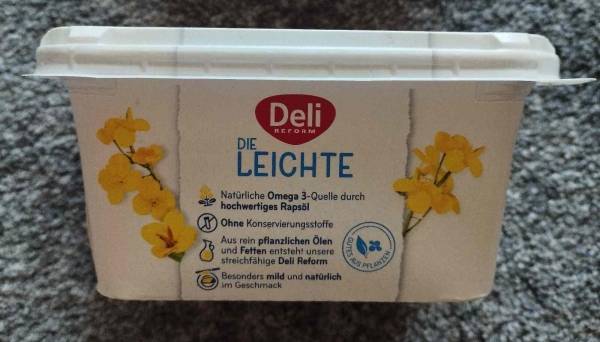 Deli
REFORM
DIE
LEICHTE
Natürliche Omega 3-Quelle durch
hochwertiges Rapsöl
Ohne Konservierungsstoffe
Aus rein pflanzlichen Ölen
und Fetten entsteht unsere
streichfähige Deli Reform
Besonders mild und natürlich
im Geschmack
GUTES AUS PFLANZEN